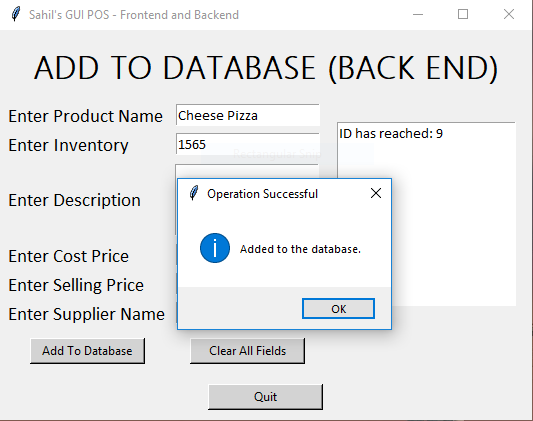 Sahil's GUI POS - Frontend and Backend
ADD TO DATABASE (BACK END)
Enter Product Name
Cheese Pizza
Enter Inventory
1565
ID has reached: 9
Enter Description
Operation Successful
Added to the database.
OK
Enter Cost Price
Enter Selling Price
Enter Supplier Name
Add To Database
Clear All Fields
Quit